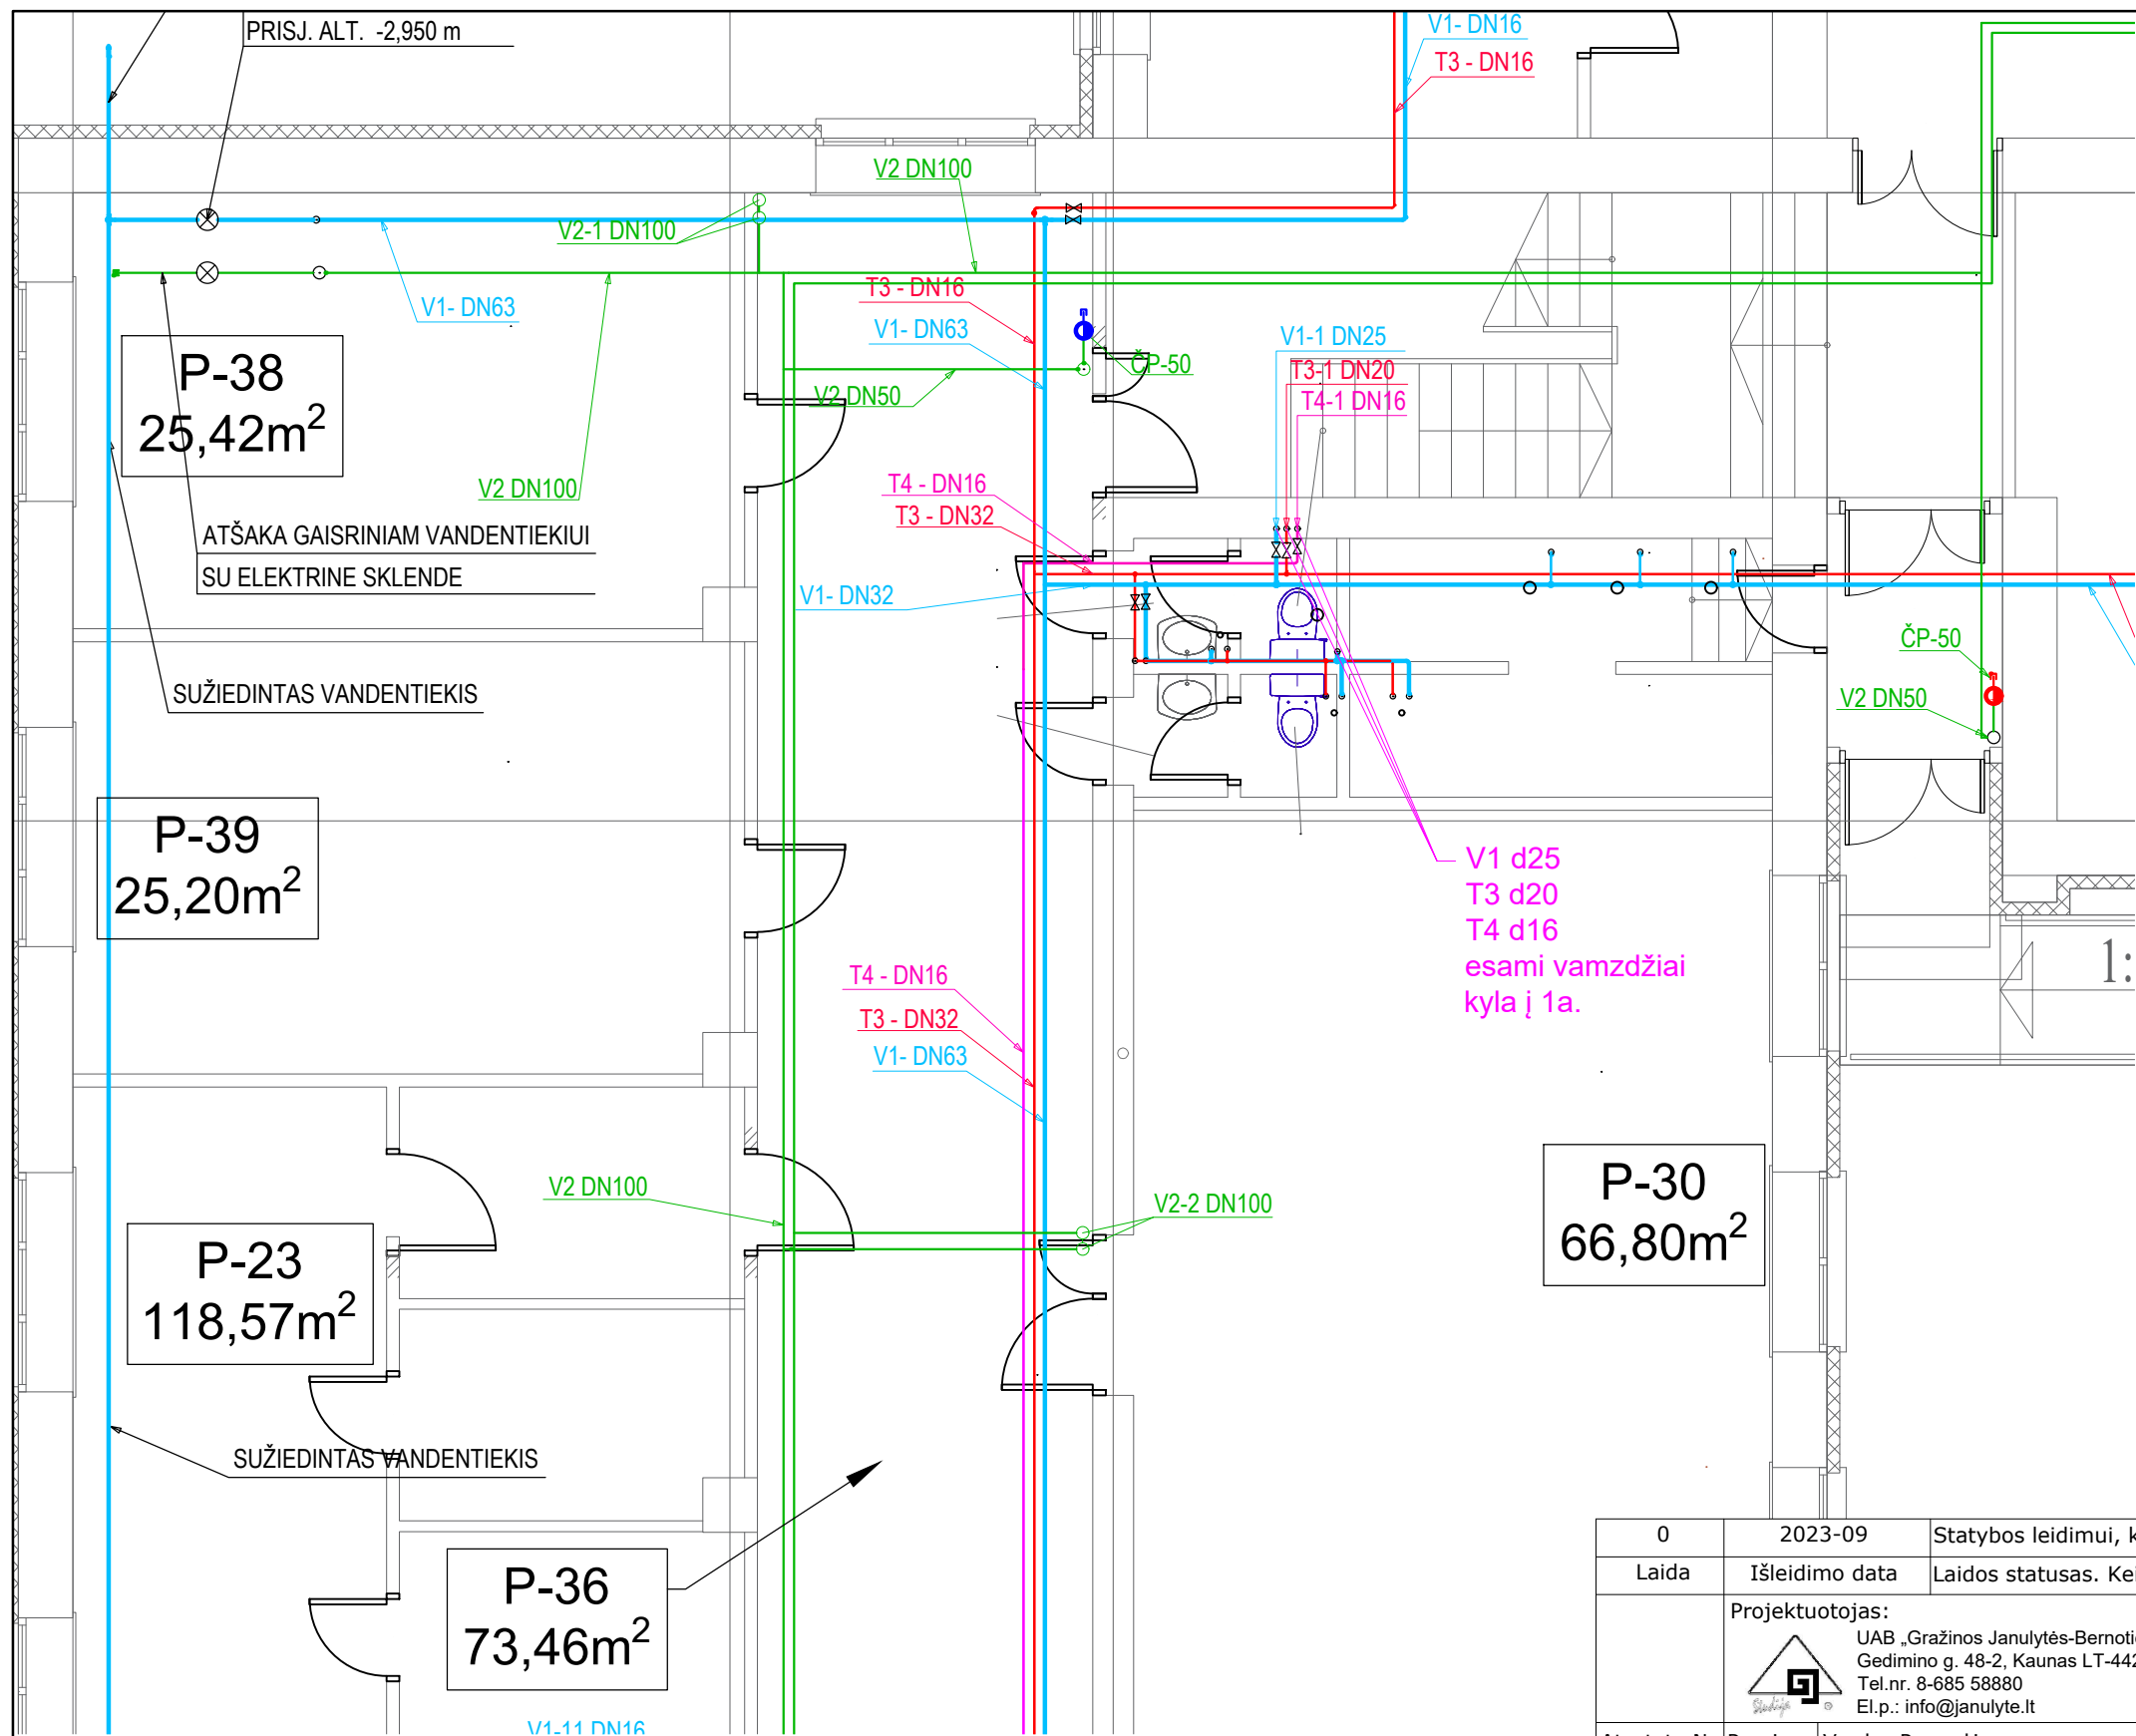 PRISJ. ALT. -2,950 m
V1- DN16
T3 - DN16
V2 DN100
V2-1 DN100
T3 - DN16
V1- DN63
V1- DN63
V1-1 DN25
ČP-50
T3-1 DN20
V2 DN50
T4-1 DN16
P-38
25,42m²
V2 DN100
T4 - DN16
T3 - DN32
ATŠAKA GAISRINIAM VANDENTIEKIUI
SU ELEKTRINE SKLENDE
V1- DN32
ČP-50
SUŽIEDINTAS VANDENTIEKIS
V2 DN50
P-39
25,20m²
V1 d25
T3 d20
T4 d16
esami vamzdžiai
kyla į 1a.
1:
T4 - DN16
T3 - DN32
V1- DN63
V2 DN100
V2-2 DN100
P-30
66,80m²
P-23
118,57m²
SUŽIEDINTAS VANDENTIEKIS
P-36
73,46m²
V1-11 DN16
0 2023-09 Statybos leidimui,
Laida Išleidimo data Laidos statusas.
Projektuotojas:
UAB „Gražinos
Gedimino g. 48-2, Kaunas
Tel.nr. 8-685 58880
El.p.: info@janulyte.lt